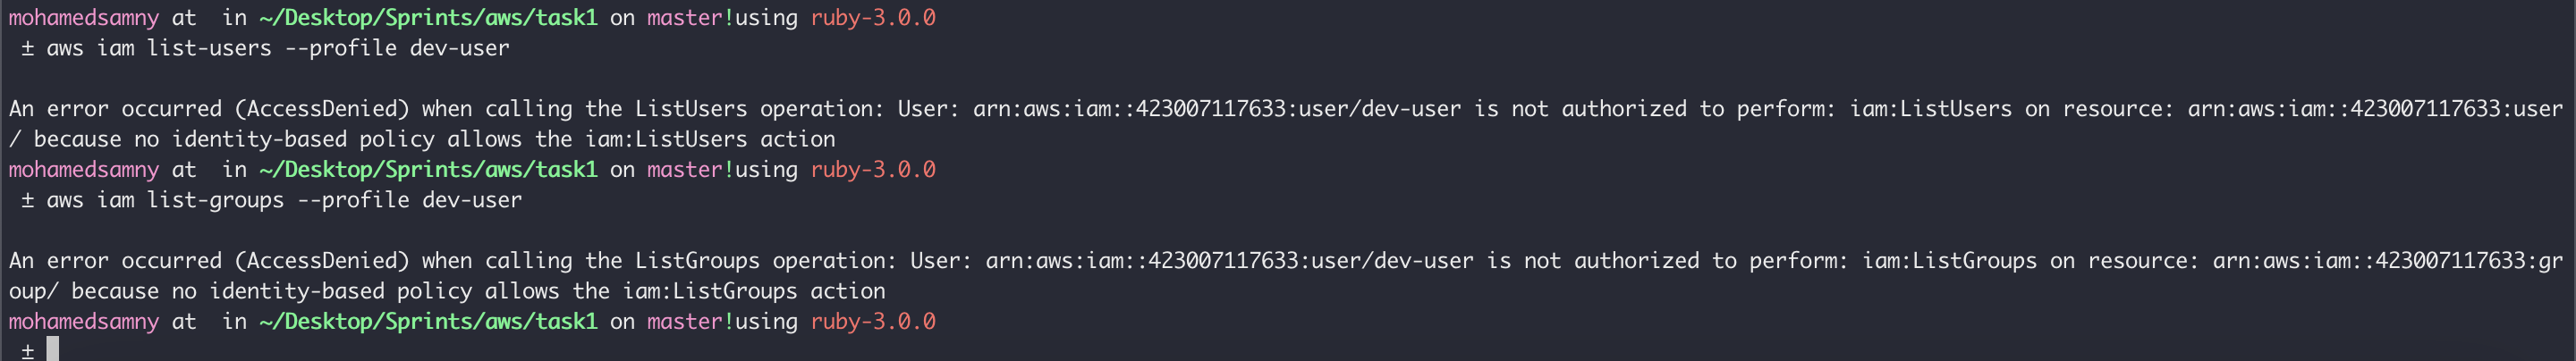 mohamedsamny at  in ~/Desktop/Sprints/aws/task1 on master!using ruby-3.0.0
± aws iam list-users --profile dev-user
An error occurred (AccessDenied) when calling the ListUsers operation: User: arn:aws:iam::423007117633:user/dev-user is not authorized to perform: iam:ListUsers on resource: arn:aws:iam::423007117633:user
/ because no identity-based policy allows the iam:ListUsers action
mohamedsamny at  in ~/Desktop/Sprints/aws/task1 on master!using ruby-3.0.0
± aws iam list-groups --profile dev-user
An error occurred (AccessDenied) when calling the ListGroups operation: User: arn:aws:iam::423007117633:user/dev-user is not authorized to perform: iam:ListGroups on resource: arn:aws:iam::423007117633:gr
oup/ because no identity-based policy allows the iam:ListGroups action
mohamedsamny at  in ~/Desktop/Sprints/aws/task1 on master!using ruby-3.0.0
±